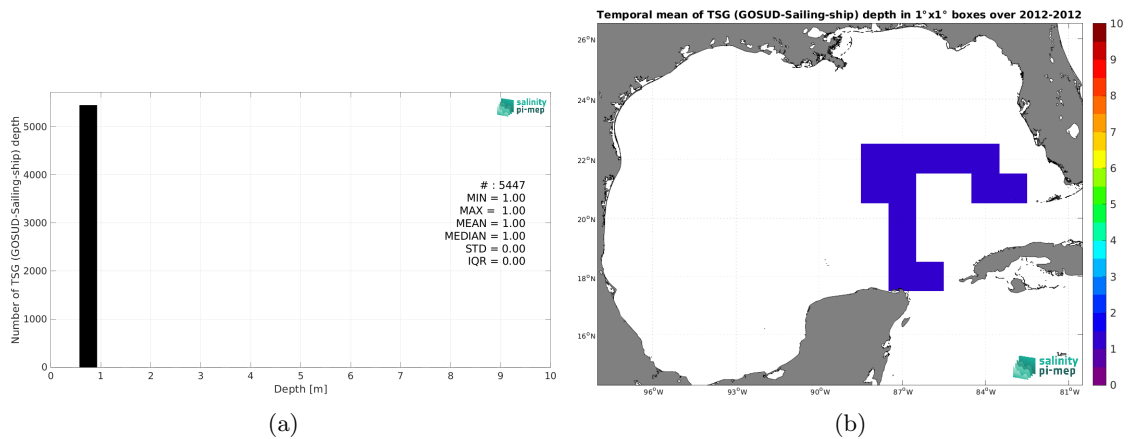 Number of TSG (GOSUD-Sailing-ship) depth
5000
4000
3000
2000
1000
0
salinity
pi-mep
# : 5447
MIN = 1.00
MAX = 1.00
MEAN = 1.00
MEDIAN = 1.00
STD = 0.00
IQR = 0.00
0 1 2 3 4 5 6 7 8 9 10
Depth [m]
(a)
Temporal mean of TSG (GOSUD-Sailing-ship) depth in 1°x1° boxes over 2012-2012
26°N
24°N
22°N
20°N
18°N
16°N
96°W 93°W 90°W 87°W 84°W 81°W
salinity
pi-mep
10
9
8
7
6
5
4
3
2
1
0
(b)